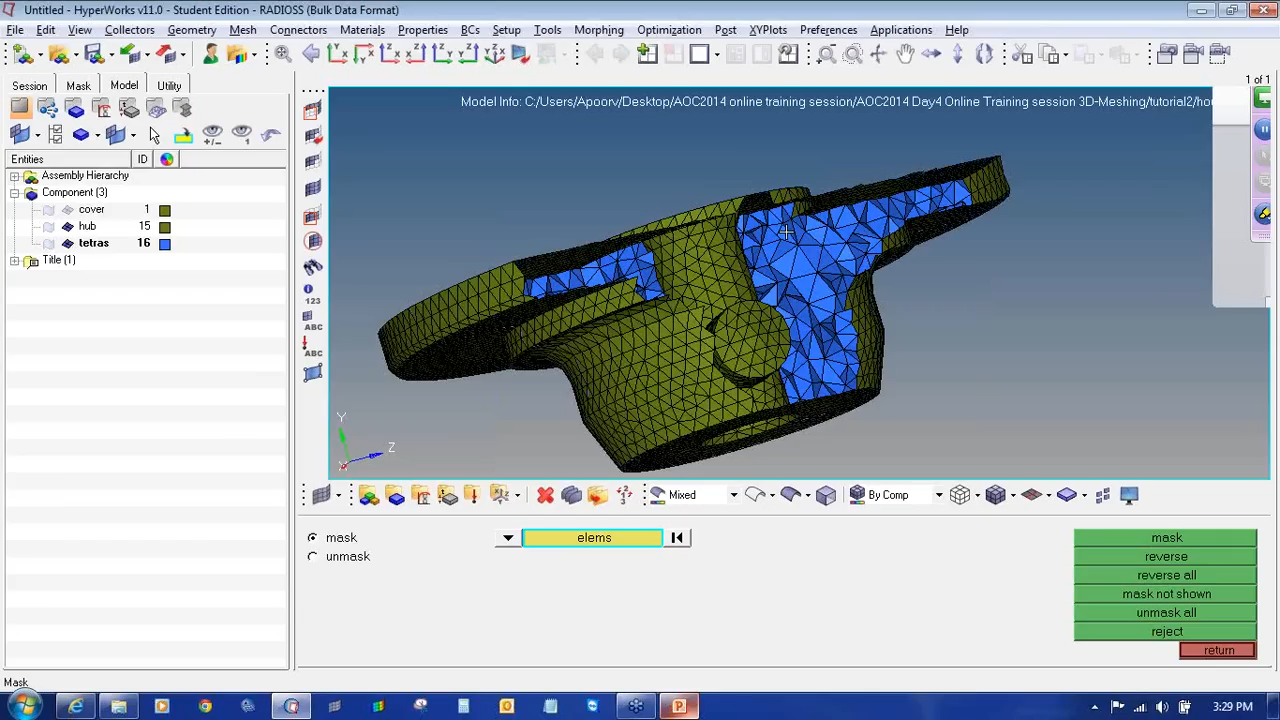 Untitled - HyperWorks v11.0 - Student Edition - RADIOSS (Bulk Data Format)
File Edit View Collectors Geometry Mesh Connectors Materials Properties BCs Setup Tools Morphing Optimization Post XYPlots Preferences Applications Help
Session Mask Model Utility
1 of 1
Model Info: C:/Users/Apoorv/Desktop/AOC2014 online training session/AOC2014 Day4 Online Training session 3D-Meshing/tutorial2/hou
Entities ID
Assembly Hierarchy
Component (3)
cover 1
hub 15
tetras 16
Title (1)
123
ABC
ABC
Y
Z
X
Mixed
By Comp
mask
unmask
elems
mask
reverse
reverse all
mask not shown
unmask all
reject
return
Mask
3:29 PM